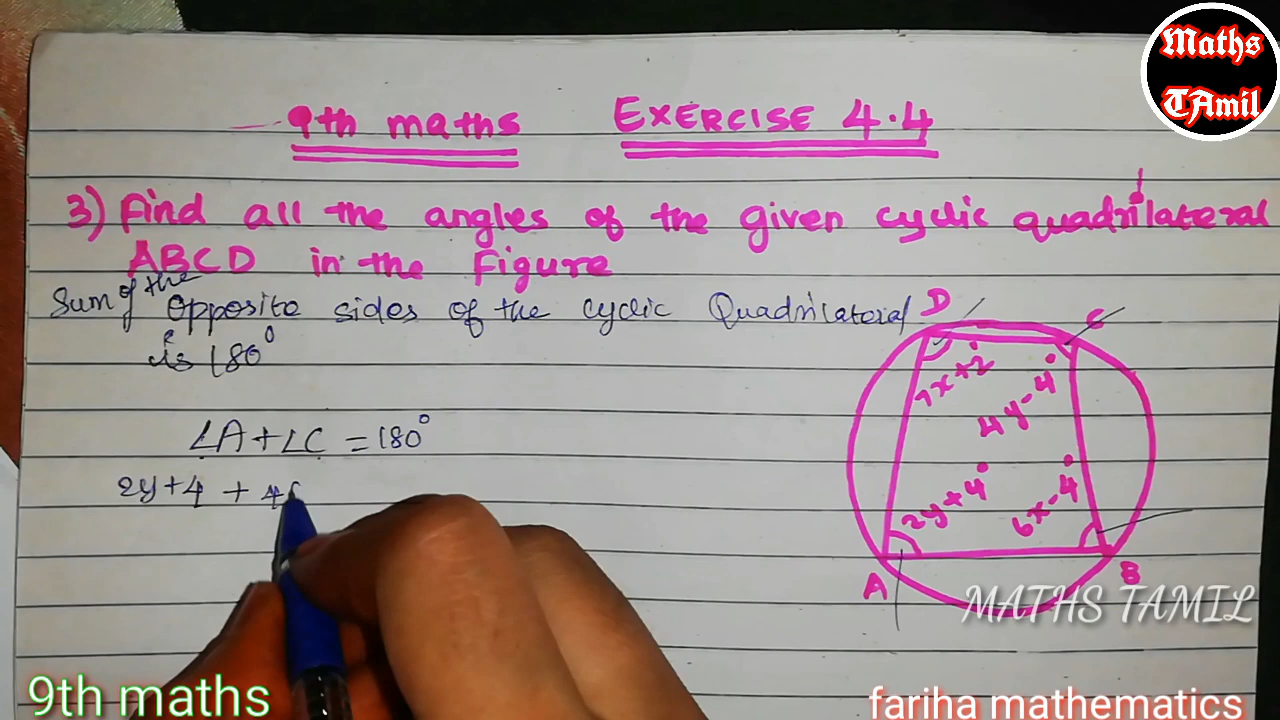 Maths
TAmil
9th maths EXERCISE 4.4
3) Find all the angles of the given cyclic quadrilateral
ABCD in the Figure
Sum of the opposite sides of the cyclic Quadrilateral
is 180°
∠A+∠C = 180°
2y+4 + 4
D
C
7x+2°
4y-4°
2y+4°
6x-4°
A
B
MATHS TAMIL
9th maths
fariha mathematics